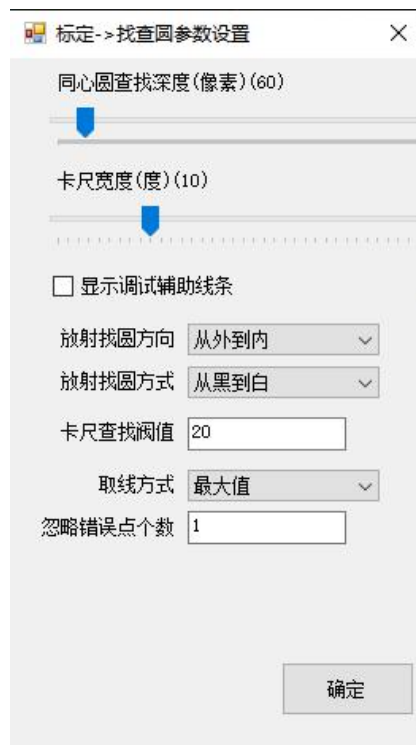 标定->找查圆参数设置
同心圆查找深度(像素)(60)
卡尺宽度(度)(10)
显示调试辅助线条
放射找圆方向 从外到内
放射找圆方式 从黑到白
卡尺查找阀值 20
取线方式 最大值
忽略错误点个数 1
确定